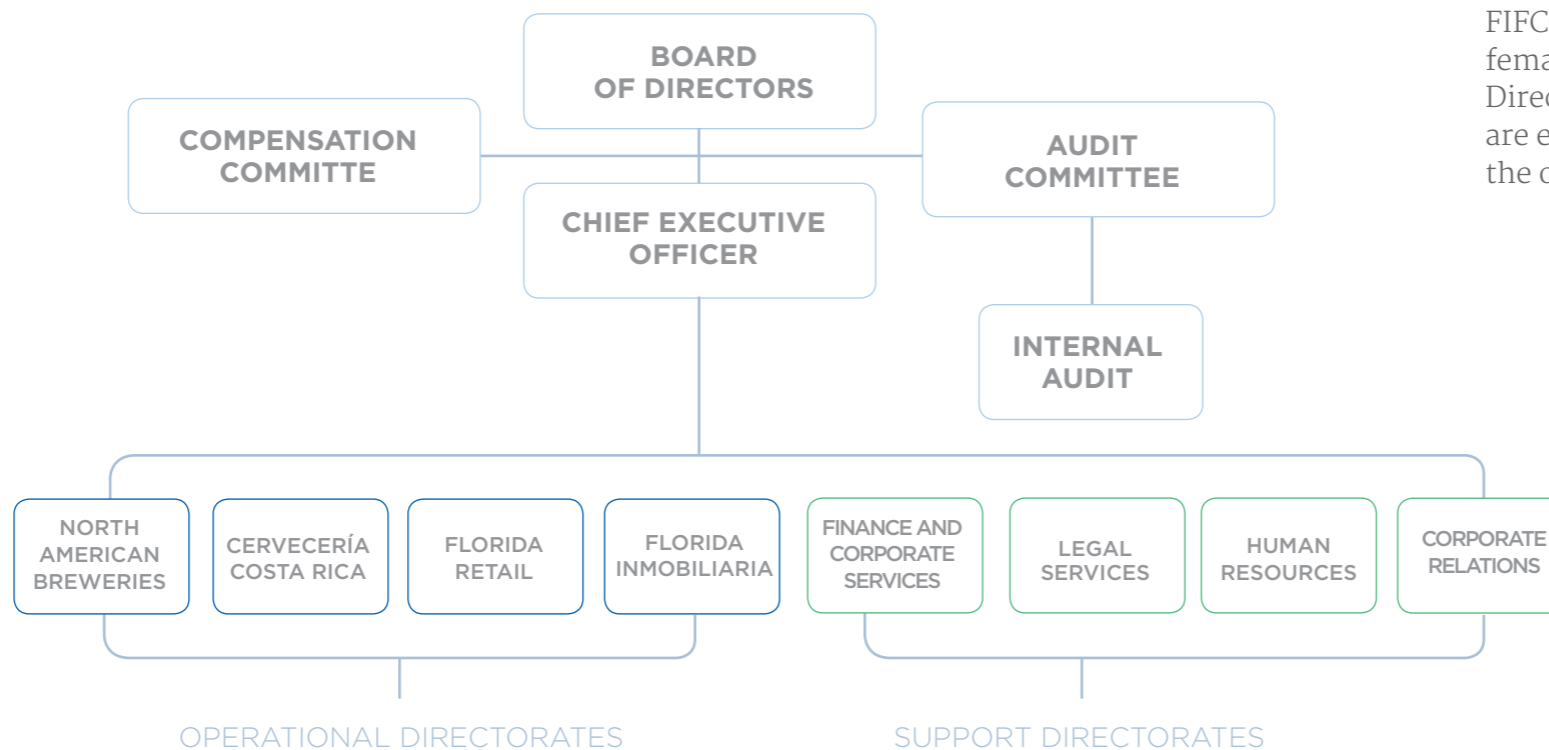 BOARD
OF DIRECTORS
COMPENSATION
COMMITTE
AUDIT
COMMITTEE
CHIEF EXECUTIVE
OFFICER
INTERNAL
AUDIT
NORTH
AMERICAN
BREWERIES
CERVECERÍA
COSTA RICA
FLORIDA
RETAIL
FLORIDA
INMOBILIARIA
FINANCE AND
CORPORATE
SERVICES
LEGAL
SERVICES
HUMAN
RESOURCES
CORPORATE
RELATIONS
OPERATIONAL DIRECTORATES
SUPPORT DIRECTORATES
FIFC
are
the